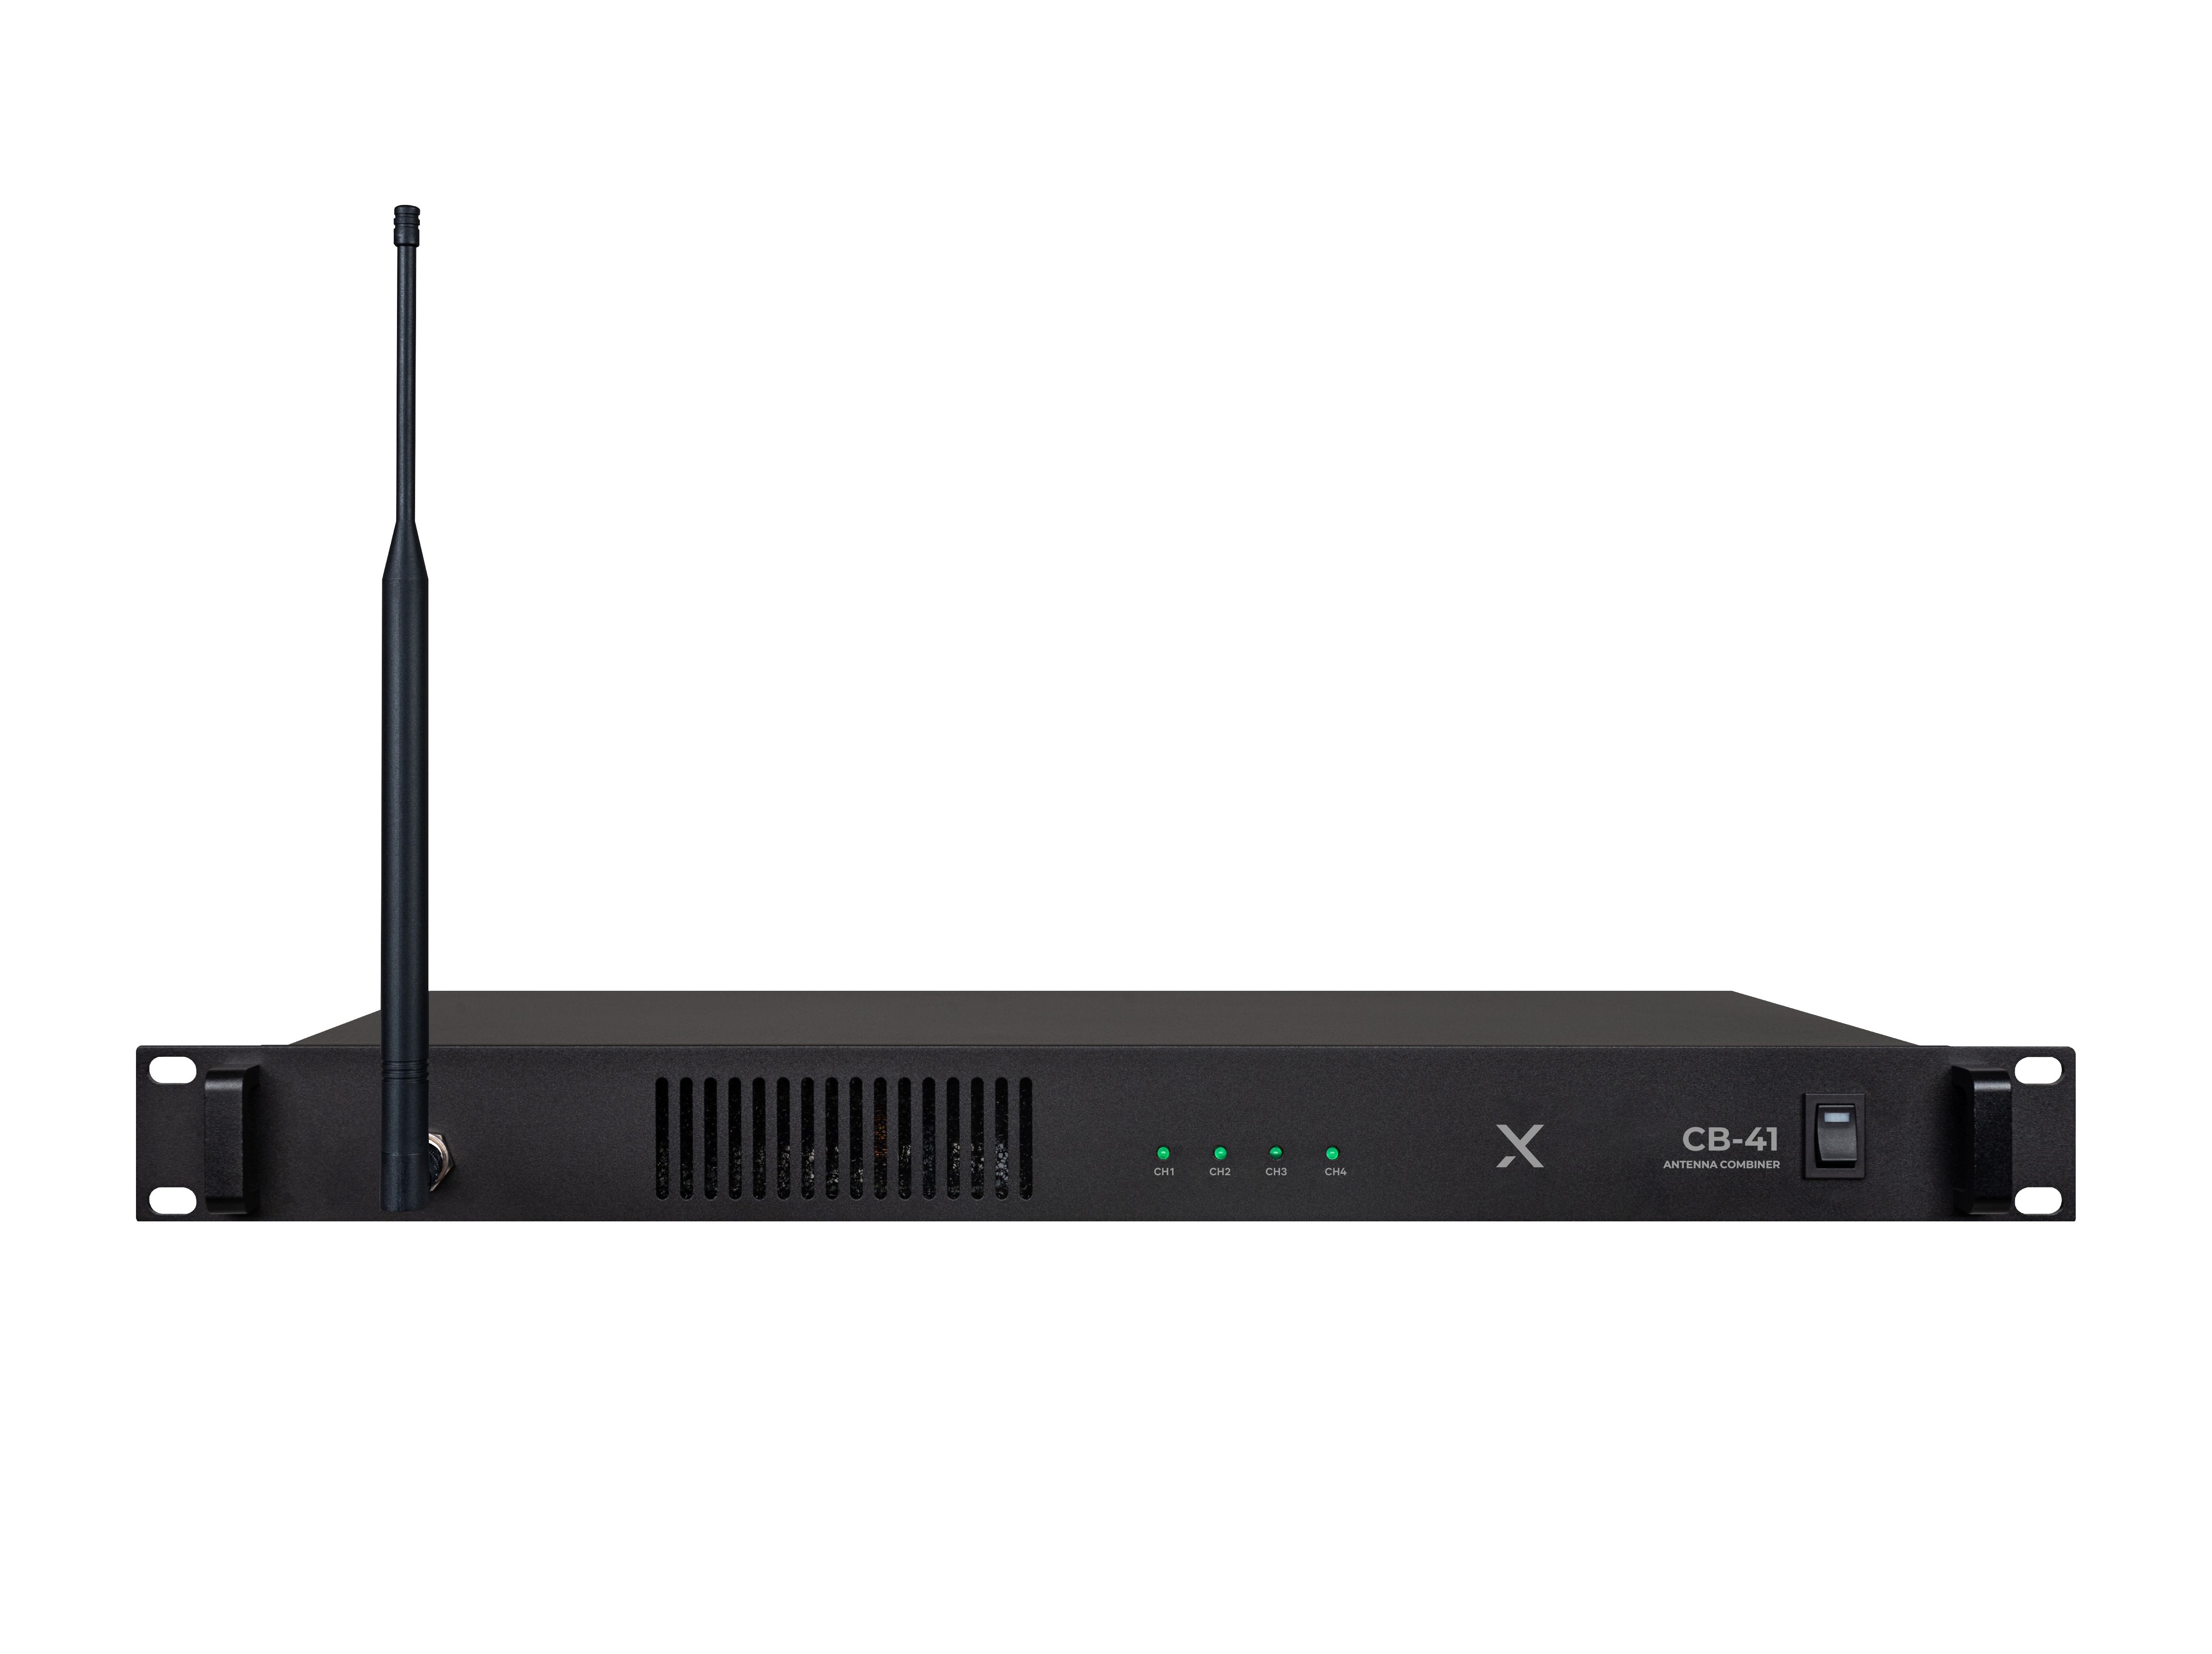 CH1 CH2 CH3 CH4
X
CB-41
ANTENNA COMBINER